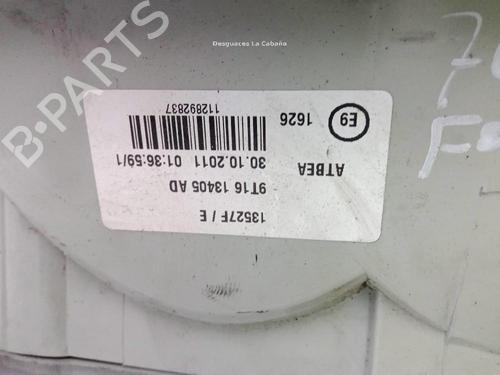 Desguaces La Cabaña
B-PARTS
13527F / E
9T16 13405 AD
ATBEA
30.10.2011 01:36:59/1
E9 1626
112892837